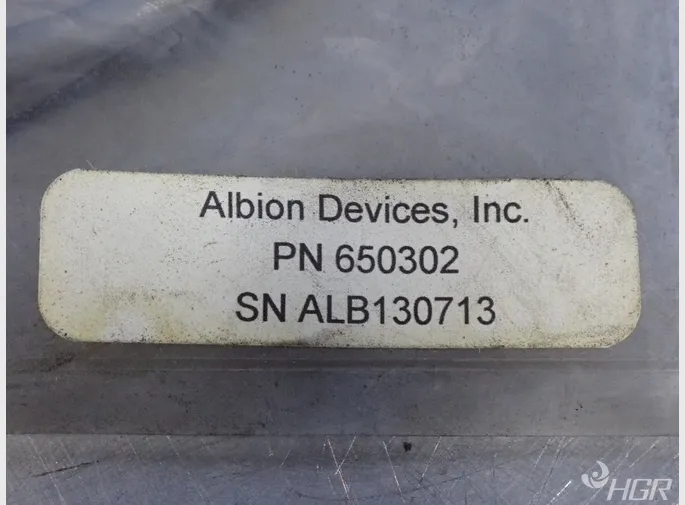 Albion Devices, Inc.
PN 650302
SN ALB130713
HGR